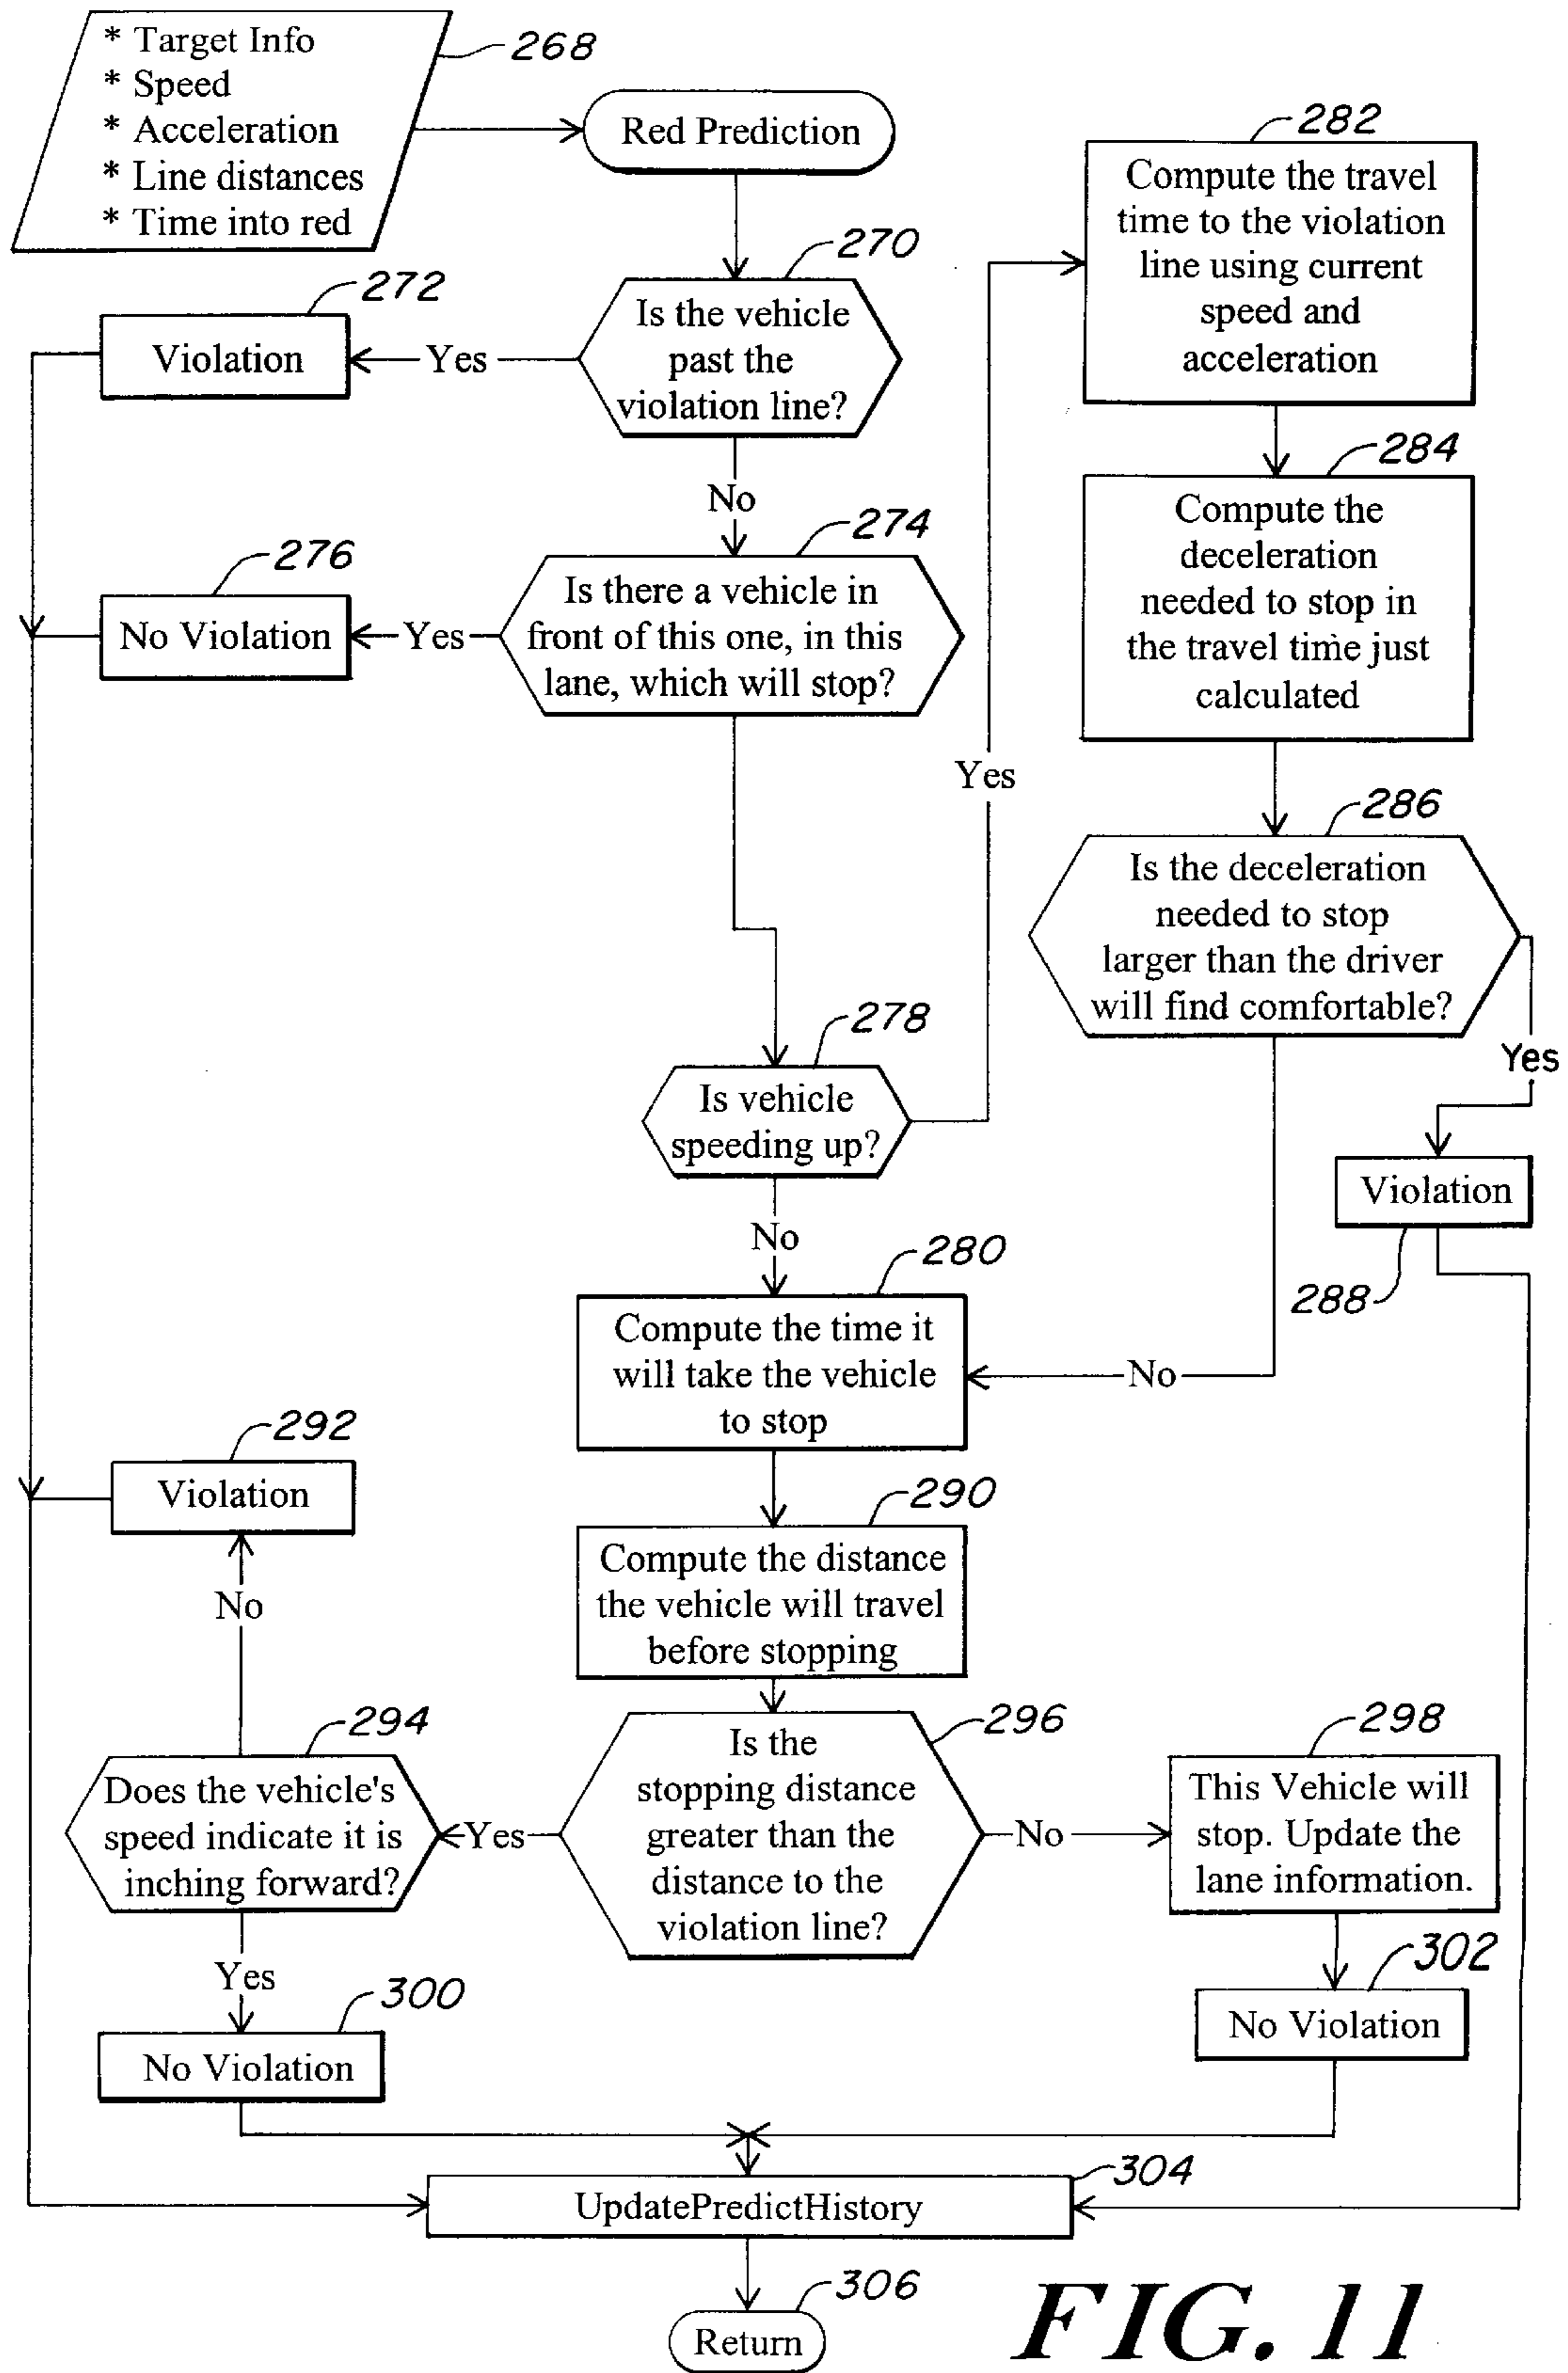 * Target Info
* Speed
* Acceleration
* Line distances
* Time into red
268
Red Prediction
270
Is the vehicle
past the
violation line?
Yes
272
Violation
No
274
Is there a vehicle in
front of this one, in this
lane, which will stop?
Yes
276
No Violation
278
Is vehicle
speeding up?
Yes
282
Compute the travel
time to the violation
line using current
speed and
acceleration
284
Compute the
deceleration
needed to stop in
the travel time just
calculated
286
Is the deceleration
needed to stop
larger than the driver
will find comfortable?
Yes
Violation
288
No
No
280
Compute the time it
will take the vehicle
to stop
290
Compute the distance
the vehicle will travel
before stopping
296
Is the
stopping distance
greater than the
distance to the
violation line?
Yes
294
Does the vehicle's
speed indicate it is
inching forward?
No
292
Violation
Yes
300
No Violation
No
298
This Vehicle will
stop. Update the
lane information.
302
No Violation
304
UpdatePredictHistory
306
Return
FIG. 11